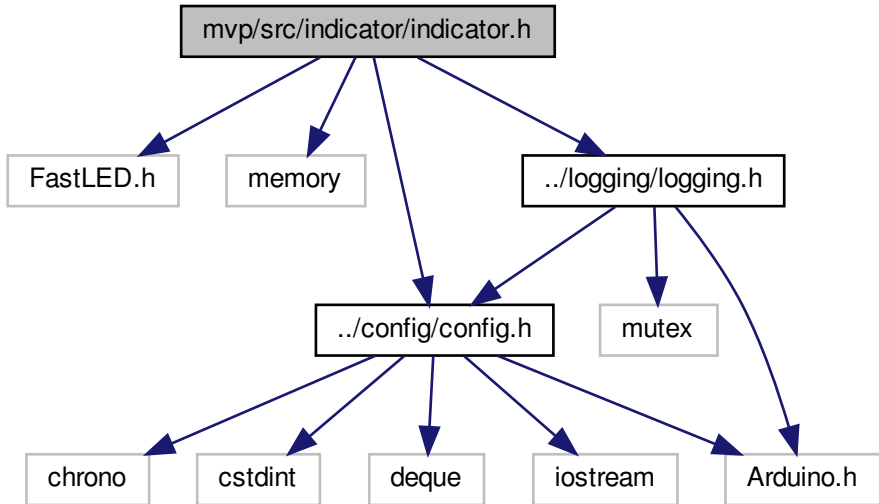 mvp/src/indicator/indicator.h
FastLED.h
memory
../logging/logging.h
../config/config.h
mutex
chrono
cstdint
deque
iostream
Arduino.h